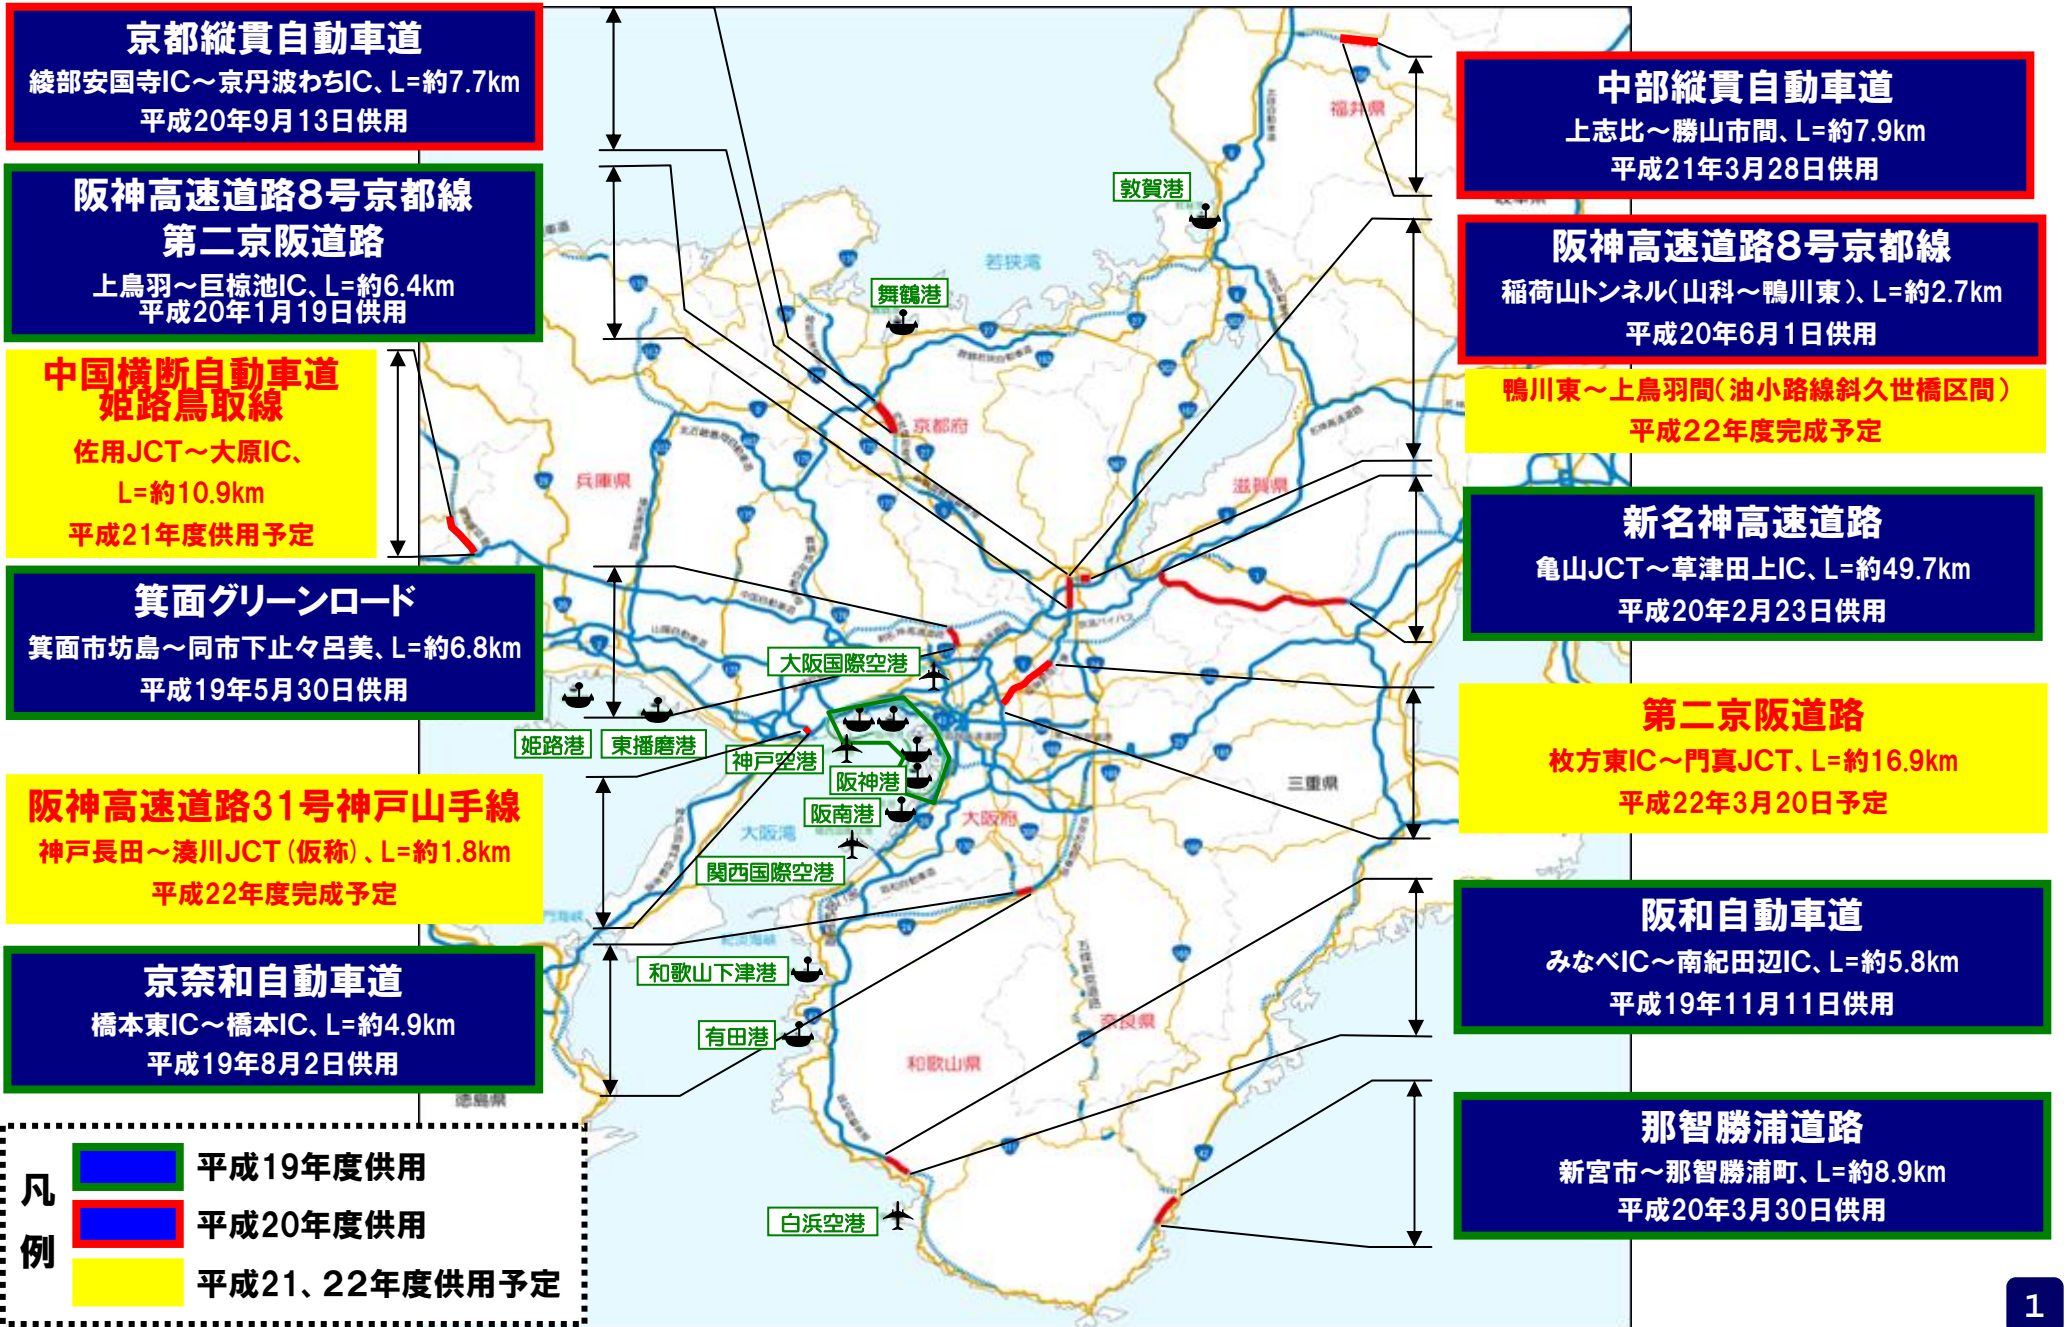 京都縦貫自動車道
綾部安国寺IC～京丹波わちIC、L=約7.7km
平成20年9月13日供用
阪神高速道路8号京都線
第二京阪道路
上鳥羽～巨椋池IC、L=約6.4km
平成20年1月19日供用
中国横断自動車道
姫路鳥取線
佐用JCT～大原IC、
L=約10.9km
平成21年度供用予定
箕面グリーンロード
箕面市坊島～同市下止々呂美、L=約6.8km
平成19年5月30日供用
阪神高速道路31号神戸山手線
神戸長田～湊川JCT(仮称)、L=約1.8km
平成22年度完成予定
京奈和自動車道
橋本東IC～橋本IC、L=約4.9km
平成19年8月2日供用
中部縦貫自動車道
上志比～勝山市間、L=約7.9km
平成21年3月28日供用
阪神高速道路8号京都線
稲荷山トンネル(山科～鴨川東)、L=約2.7km
平成20年6月1日供用
鴨川東～上鳥羽間(油小路線斜久世橋区間)
平成22年度完成予定
新名神高速道路
亀山JCT～草津田上IC、L=約49.7km
平成20年2月23日供用
第二京阪道路
枚方東IC～門真JCT、L=約16.9km
平成22年3月20日予定
阪和自動車道
みなべIC～南紀田辺IC、L=約5.8km
平成19年11月11日供用
那智勝浦道路
新宮市～那智勝浦町、L=約8.9km
平成20年3月30日供用
福井県
敦賀港
若狭湾
舞鶴港
京都府
兵庫県
滋賀県
大阪国際空港
姫路港
東播磨港
神戸空港
阪神港
阪南港
大阪湾
大阪府
三重県
関西国際空港
和歌山下津港
有田港
奈良県
和歌山県
徳島県
白浜空港
凡例
平成19年度供用
平成20年度供用
平成21、22年度供用予定
1